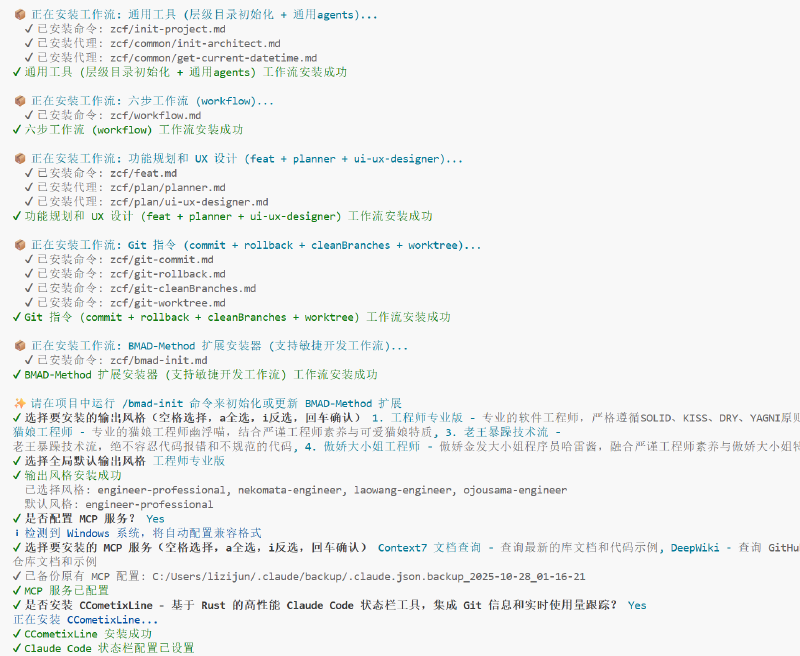 📦 正在安装工作流: 通用工具 (层级目录初始化 + 通用agents)...
✓ 已安装命令: zcf/init-project.md
✓ 已安装代理: zcf/common/init-architect.md
✓ 已安装代理: zcf/common/get-current-datetime.md
✓ 通用工具 (层级目录初始化 + 通用agents) 工作流安装成功
📦 正在安装工作流: 六步工作流 (workflow)...
✓ 已安装命令: zcf/workflow.md
✓ 六步工作流 (workflow) 工作流安装成功
📦 正在安装工作流: 功能规划和 UX 设计 (feat + planner + ui-ux-designer)...
✓ 已安装命令: zcf/feat.md
✓ 已安装代理: zcf/plan/planner.md
✓ 已安装代理: zcf/plan/ui-ux-designer.md
✓ 功能规划和 UX 设计 (feat + planner + ui-ux-designer) 工作流安装成功
📦 正在安装工作流: Git 指令 (commit + rollback + cleanBranches + worktree)...
✓ 已安装命令: zcf/git-commit.md
✓ 已安装命令: zcf/git-rollback.md
✓ 已安装命令: zcf/git-cleanBranches.md
✓ 已安装命令: zcf/git-worktree.md
✓ Git 指令 (commit + rollback + cleanBranches + worktree) 工作流安装成功
📦 正在安装工作流: BMAD-Method 扩展安装器 (支持敏捷开发工作流)...
✓ 已安装命令: zcf/bmad-init.md
✓ BMAD-Method 扩展安装器 (支持敏捷开发工作流) 工作流安装成功
✨ 请在项目中运行 /bmad-init 命令来初始化或更新 BMAD-Method 扩展
✓ 选择要安装的输出风格（空格选择，a全选，i反选，回车确认） 1. 工程师专业版 - 专业的软件工程师，严格遵循SOLID、KISS、DRY、YAGNI原则
猫娘工程师 - 专业的猫娘工程师幽浮喵，结合严谨工程师素养与可爱猫娘特质, 3. 老王暴躁技术流 -
老王暴躁技术流，绝不容忍代码报错和不规范的代码, 4. 傲娇大小姐工程师 - 傲娇金发大小姐程序员哈雷酱，融合严谨工程师素养与傲娇大小姐特
✓ 选择全局默认输出风格 工程师专业版
✓ 输出风格安装成功
已选择风格: engineer-professional, nekomata-engineer, laowang-engineer, ojousama-engineer
默认风格: engineer-professional
✓ 是否配置 MCP 服务？ Yes
ℹ 检测到 Windows 系统，将自动配置兼容格式
✓ 选择要安装的 MCP 服务（空格选择，a全选，i反选，回车确认） Context7 文档查询 - 查询最新的库文档和代码示例, DeepWiki - 查询 GitHu
仓库文档和示例
✓ 已备份原有 MCP 配置: C:/Users/lizijun/.claude/backup/.claude.json.backup_2025-10-28_01-16-21
✓ MCP 服务已配置
✓ 是否安装 CCometixLine - 基于 Rust 的高性能 Claude Code 状态栏工具，集成 Git 信息和实时使用量跟踪？ Yes
正在安装 CCometixLine...
✓ CCometixLine 安装成功
✓ Claude Code 状态栏配置已设置